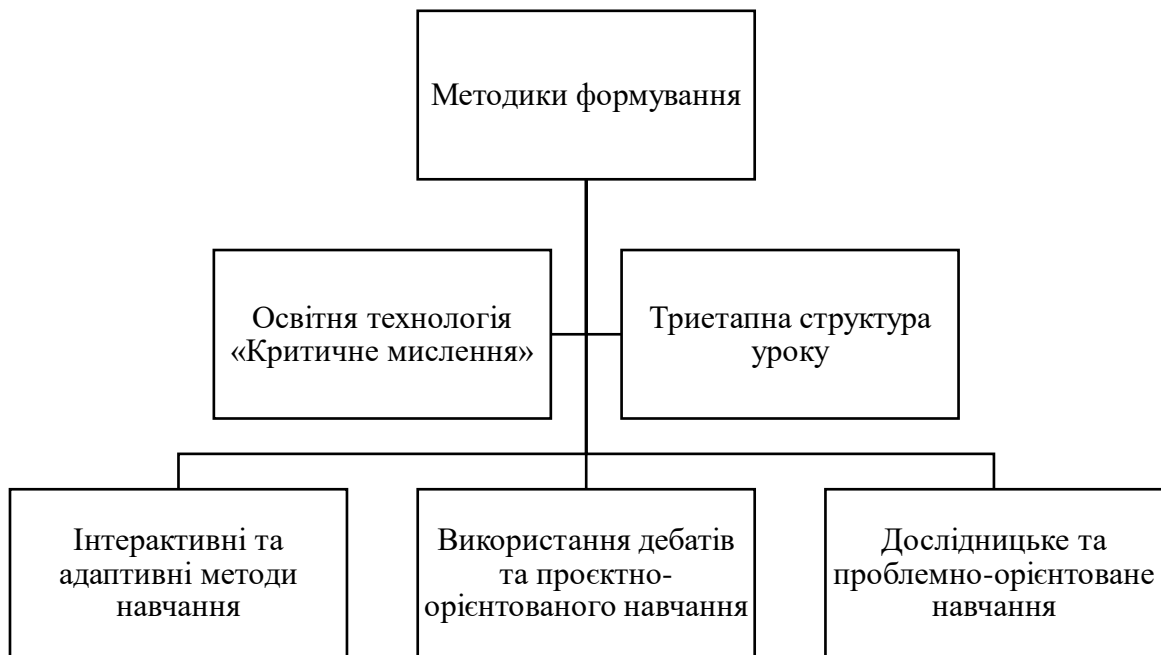 Методики формування
Освітня технологія
«Критичне мислення»
Триетапна структура
уроку
Інтерактивні та
адаптивні методи
навчання
Використання дебатів
та проєктно-
орієнтованого навчання
Дослідницьке та
проблемно-орієнтоване
навчання